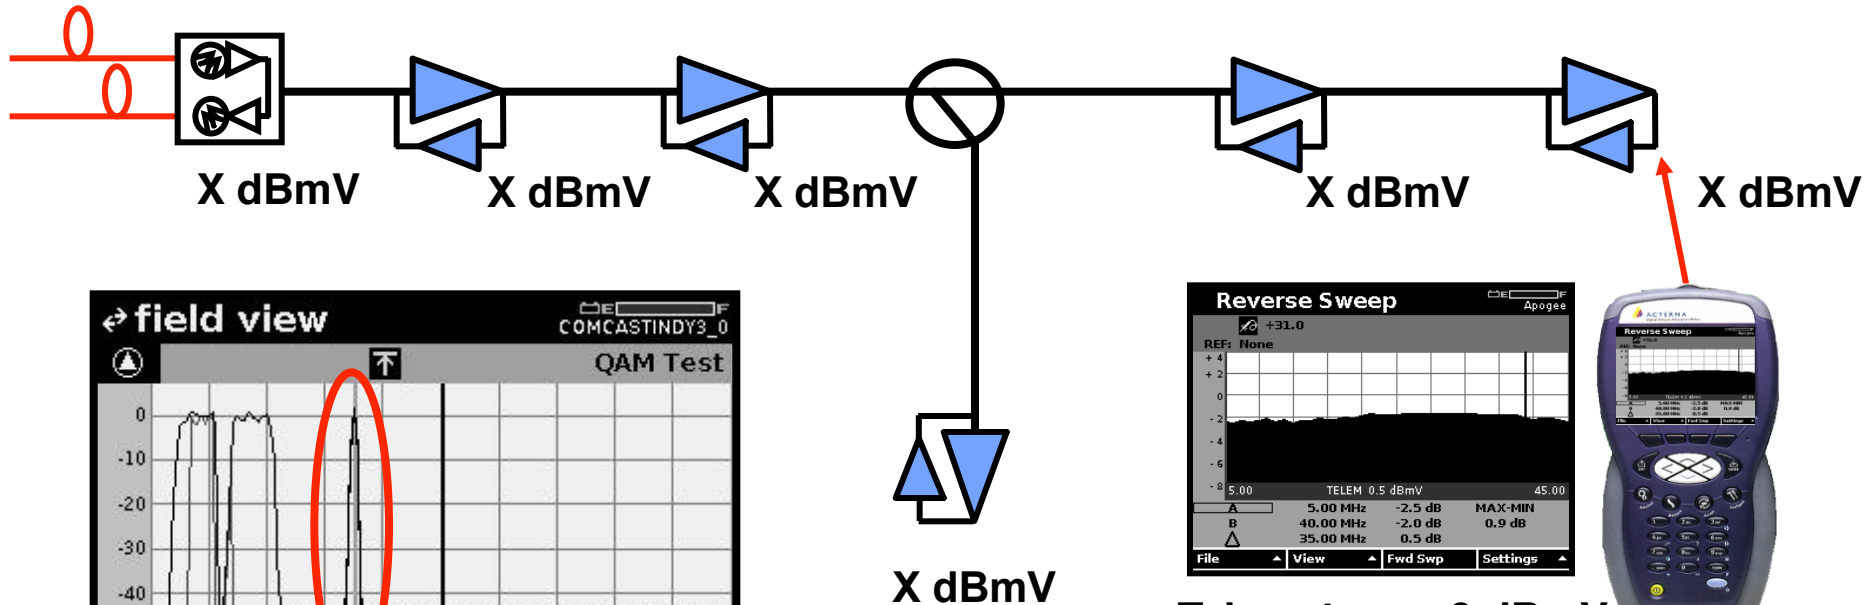 X dBmV
X dBmV
X dBmV
X dBmV
X dBmV
field view
E F
COMCASTINDY3_0
QAM Test
0
-10
-20
-30
-40
X dBmV
Reverse Sweep
E F
Apogee
+31.0
REF: None
+ 4
+ 2
0
- 2
- 4
- 6
- 8
5.00 TELEM 0.5 dBmV 45.00
A 5.00 MHz -2.5 dB MAX-MIN
B 40.00 MHz -2.0 dB 0.9 dB
△ 35.00 MHz 0.5 dB
File View Fwd Swp Settings
ACTERNA
Reverse Sweep